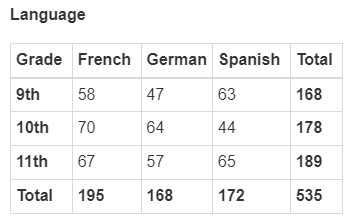 Language
Grade French German Spanish Total
9th 58 47 63 168
10th 70 64 44 178
11th 67 57 65 189
Total 195 168 172 535